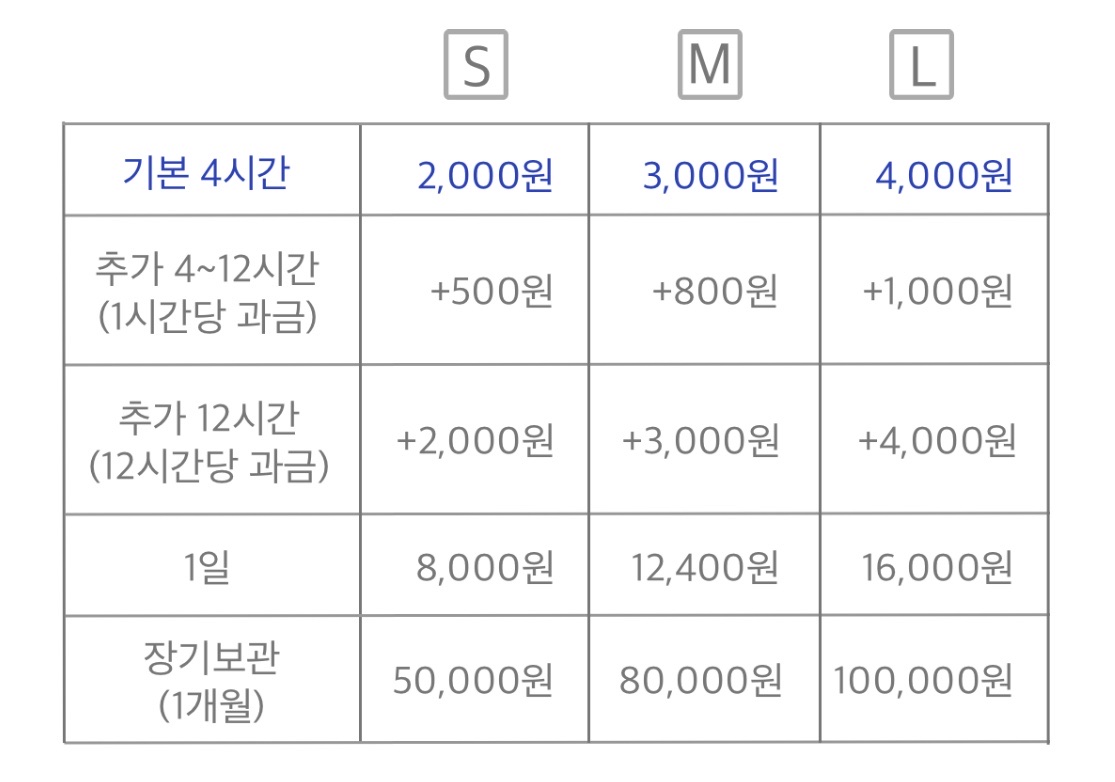 S M L
기본 4시간 2,000원 3,000원 4,000원
추가 4~12시간
(1시간당 과금) +500원 +800원 +1,000원
추가 12시간
(12시간당 과금) +2,000원 +3,000원 +4,000원
1일 8,000원 12,400원 16,000원
장기보관
(1개월) 50,000원 80,000원 100,000원